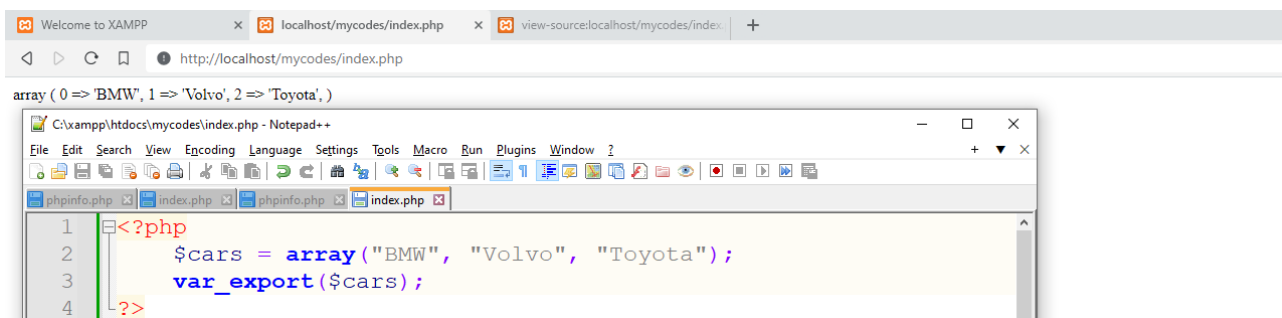 Welcome to XAMPP × localhost/mycodes/index.php × view-source:localhost/mycodes/index. +
http://localhost/mycodes/index.php
array ( 0 => 'BMW', 1 => 'Volvo', 2 => 'Toyota', )
C:\xampp\htdocs\mycodes\index.php - Notepad++
File Edit Search View Encoding Language Settings Tools Macro Run Plugins Window ?
phpinfo.php index.php phpinfo.php index.php
1 <?php
2 $cars = array("BMW", "Volvo", "Toyota");
3 var_export($cars);
4 ?>